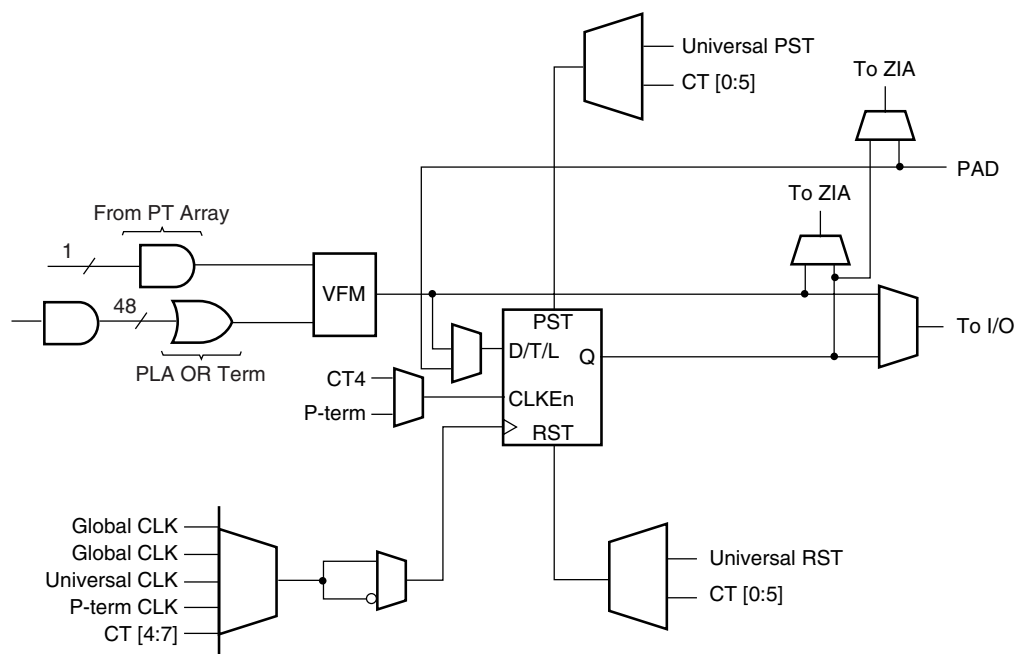 Universal PST
CT [0:5]
To ZIA
PAD
To ZIA
From PT Array
1
VFM
48
PLA OR Term
To I/O
PST
D/T/L
Q
CT4
CLKEn
P-term
RST
Global CLK
Global CLK
Universal CLK
P-term CLK
CT [4:7]
Universal RST
CT [0:5]